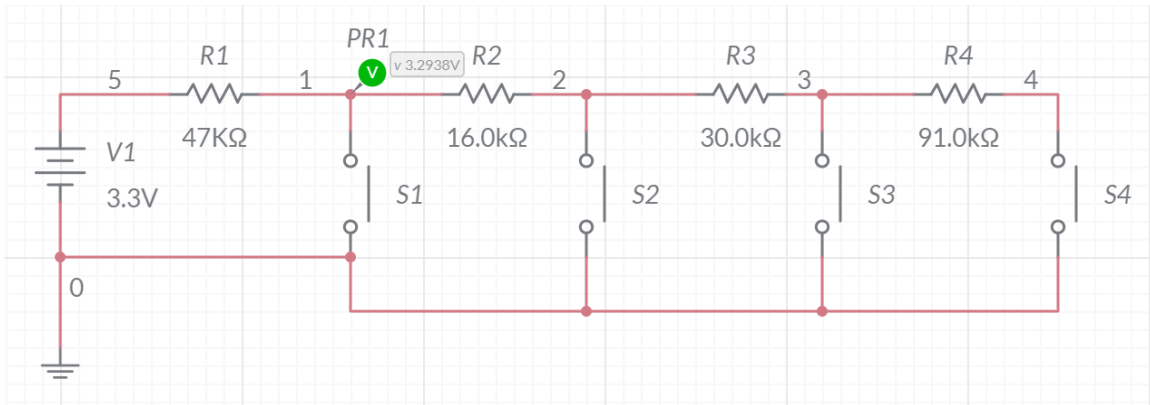 PR1
R1
R2
R3
R4
v 3.2938V
V
5
1
2
3
4
47KΩ
16.0kΩ
30.0kΩ
91.0kΩ
V1
3.3V
S1
S2
S3
S4
0